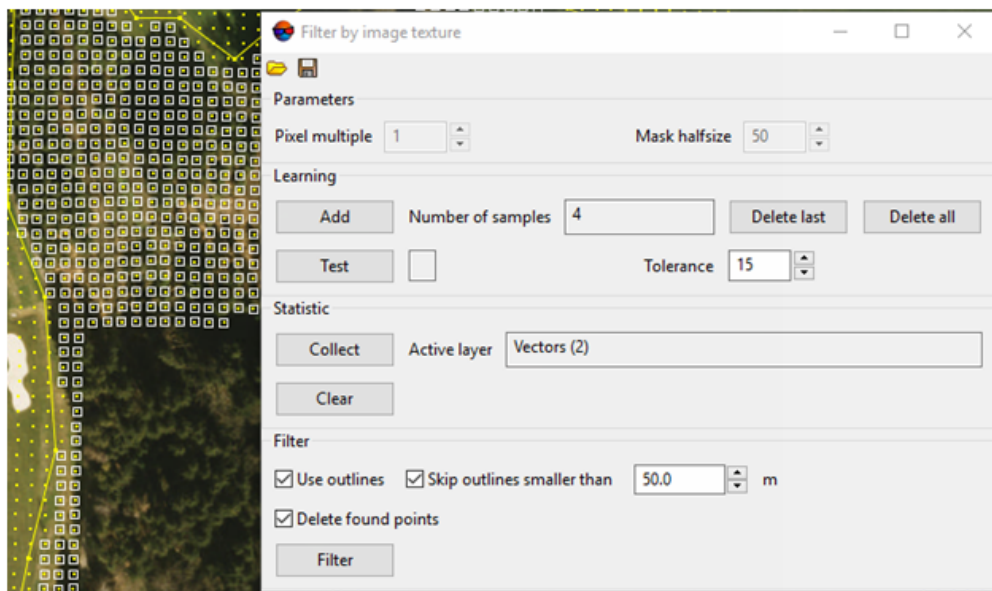 Filter by image texture
Parameters
Pixel multiple 1 Mask halfsize 50
Learning
Add Number of samples 4 Delete last Delete all
Test Tolerance 15
Statistic
Collect Active layer Vectors (2)
Clear
Filter
Use outlines Skip outlines smaller than 50.0 m
Delete found points
Filter